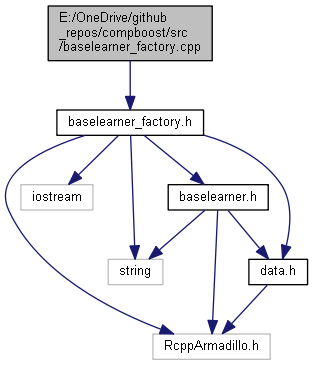 E:/OneDrive/github
_repos/compboost/src
/baselearner_factory.cpp
baselearner_factory.h
iostream
baselearner.h
string
data.h
RcppArmadillo.h